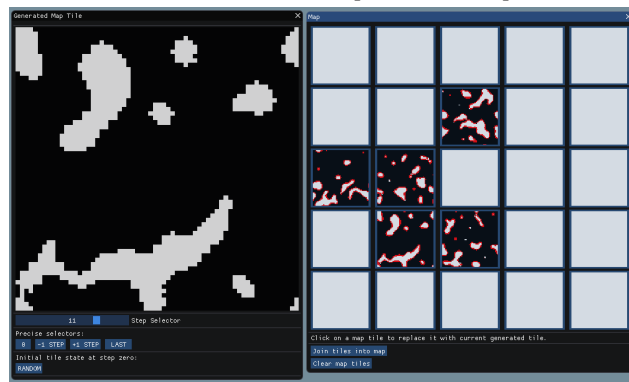 Generated Map Tile
11 Step Selector
Precise selectors:
0 -1 STEP +1 STEP LAST
Initial tile state at step zero:
RANDOM
Map
Click on a map tile to replace it with current generated tile.
Join tiles into map
Clear map tiles